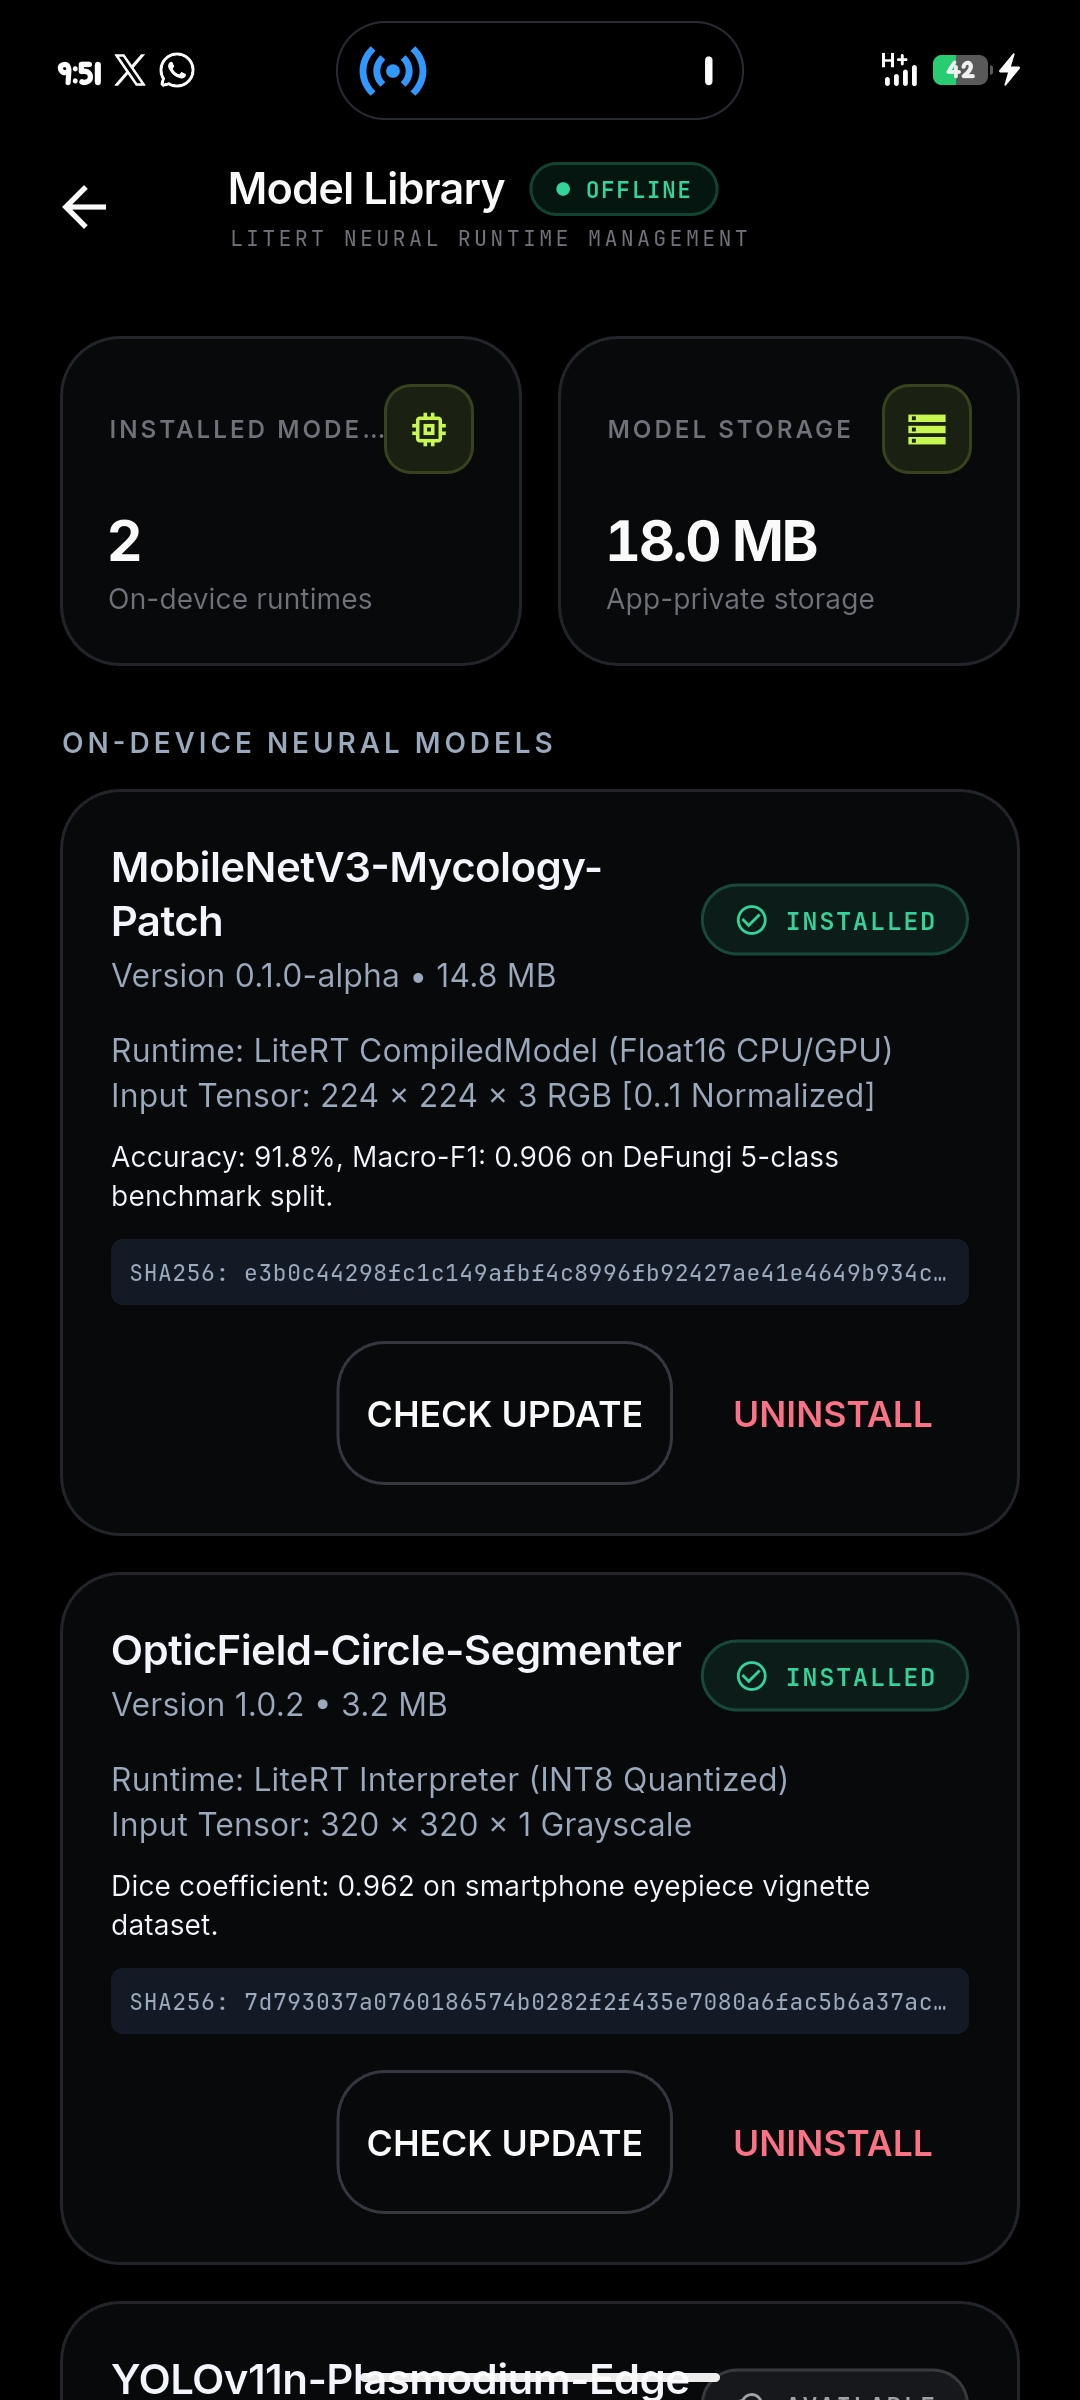 9:51
H+
42
Model Library
OFFLINE
LITERT NEURAL RUNTIME MANAGEMENT
INSTALLED MODE...
2
On-device runtimes
MODEL STORAGE
18.0 MB
App-private storage
ON-DEVICE NEURAL MODELS
MobileNetV3-Mycology-
Patch
INSTALLED
Version 0.1.0-alpha • 14.8 MB
Runtime: LiteRT CompiledModel (Float16 CPU/GPU)
Input Tensor: 224 × 224 × 3 RGB [0..1 Normalized]
Accuracy: 91.8%, Macro-F1: 0.906 on DeFungi 5-class
benchmark split.
SHA256: e3b0c44298fc1c149afbf4c8996fb92427ae41e4649b934c…
CHECK UPDATE
UNINSTALL
OpticField-Circle-Segmenter
INSTALLED
Version 1.0.2 • 3.2 MB
Runtime: LiteRT Interpreter (INT8 Quantized)
Input Tensor: 320 × 320 × 1 Grayscale
Dice coefficient: 0.962 on smartphone eyepiece vignette
dataset.
SHA256: 7d793037a0760186574b0282f2f435e7080a6fac5b6a37ac…
CHECK UPDATE
UNINSTALL
YOLOv11n-Plasmodium-Edge
AVAILABLE